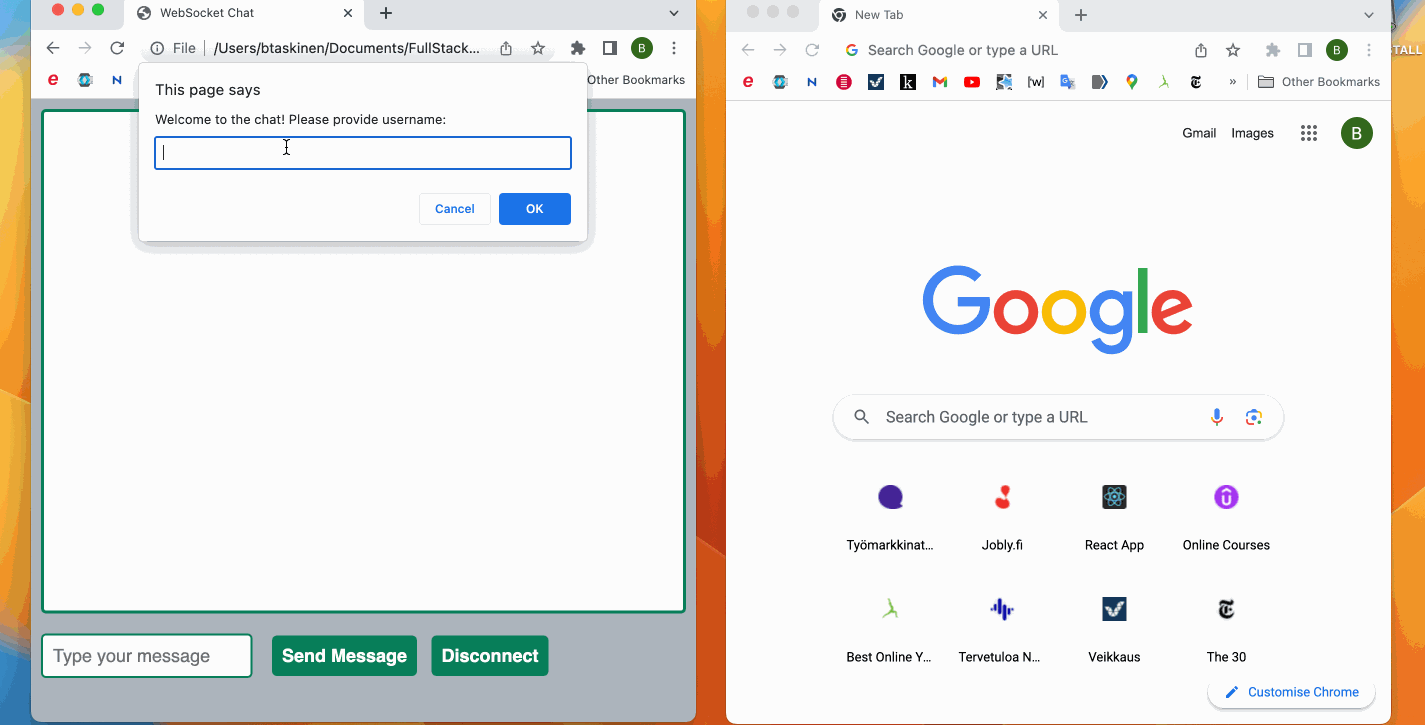 WebSocket Chat
File
/Users/btaskinen/Documents/FullStack...
B
e
N
Other Bookmarks
This page says
Welcome to the chat! Please provide username:
Cancel
OK
Type your message
Send Message
Disconnect
New Tab
G
Search Google or type a URL
B
TALL
e
N
k
[w]
»
Other Bookmarks
Gmail
Images
B
Google
Search Google or type a URL
Työmarkkinat...
Jobly.fi
React App
Online Courses
Best Online Y...
Tervetuloa N...
Veikkaus
The 30
Customise Chrome